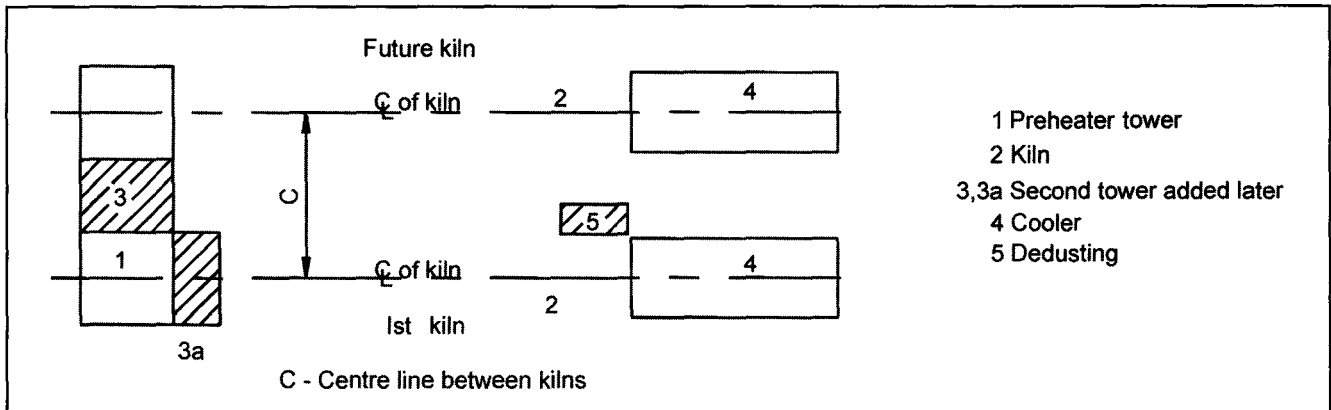 Future kiln
℄ of kiln
2
4
1 Preheater tower
2 Kiln
3,3a Second tower added later
4 Cooler
5 Dedusting
3
C
5
1
℄ of kiln
4
2
Ist kiln
3a
C - Centre line between kilns